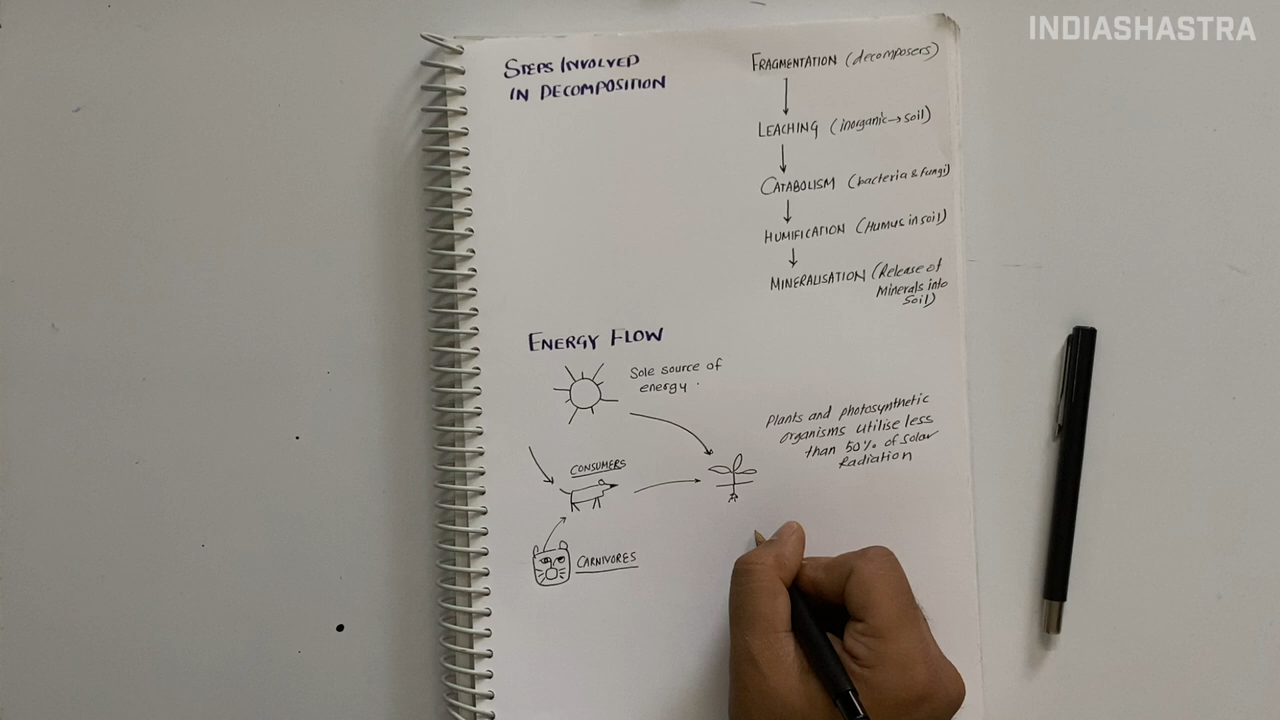 INDIASHASTRA
STEPS INVOLVED
IN DECOMPOSITION
FRAGMENTATION (decomposers)
LEACHING (inorganic→soil)
CATABOLISM (bacteria & fungi)
HUMIFICATION (Humus in soil)
MINERALISATION (Release of
Minerals into
Soil)
ENERGY FLOW
Sole source of
energy.
Plants and photosynthetic
organisms utilise less
than 50% of solar
Radiation
CONSUMERS
CARNIVORES